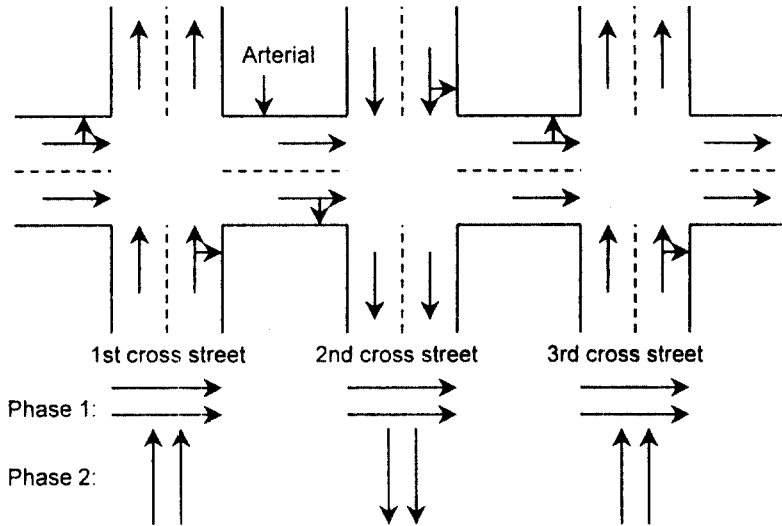 Arterial
1st cross street 2nd cross street 3rd cross street
Phase 1:
Phase 2: